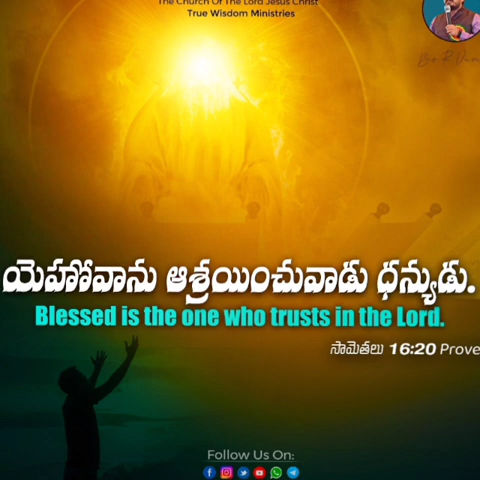 The Church Of The Lord Jesus Christ
True Wisdom Ministries
యెహోవాను ఆశ్రయించువాడు ధన్యుడు.
Blessed is the one who trusts in the Lord.
సామెతలు 16:20 Prove
Follow Us On: